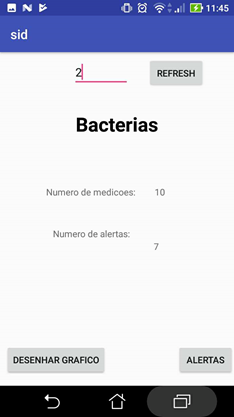 11:45
sid
2 REFRESH
Bacterias
Numero de medicoes: 10
Numero de alertas:
7
DESENHAR GRAFICO ALERTAS